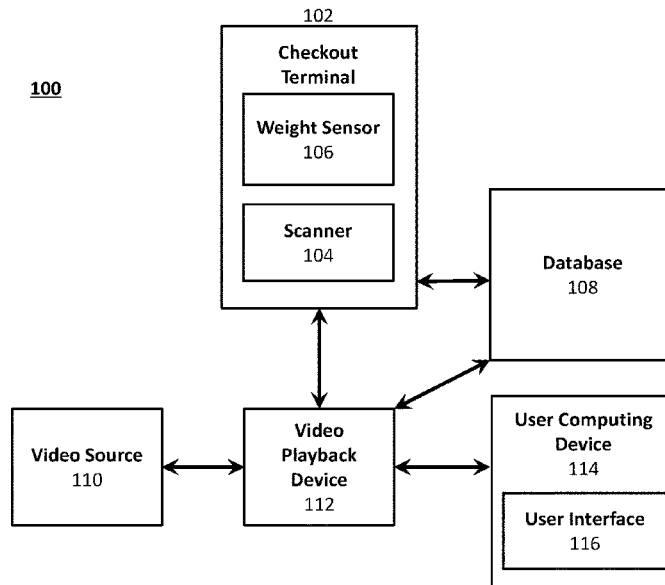 102
100
Checkout
Terminal
Weight Sensor
106
Scanner
104
Database
108
Video Source
110
Video
Playback
Device
112
User Computing
Device
114
User Interface
116